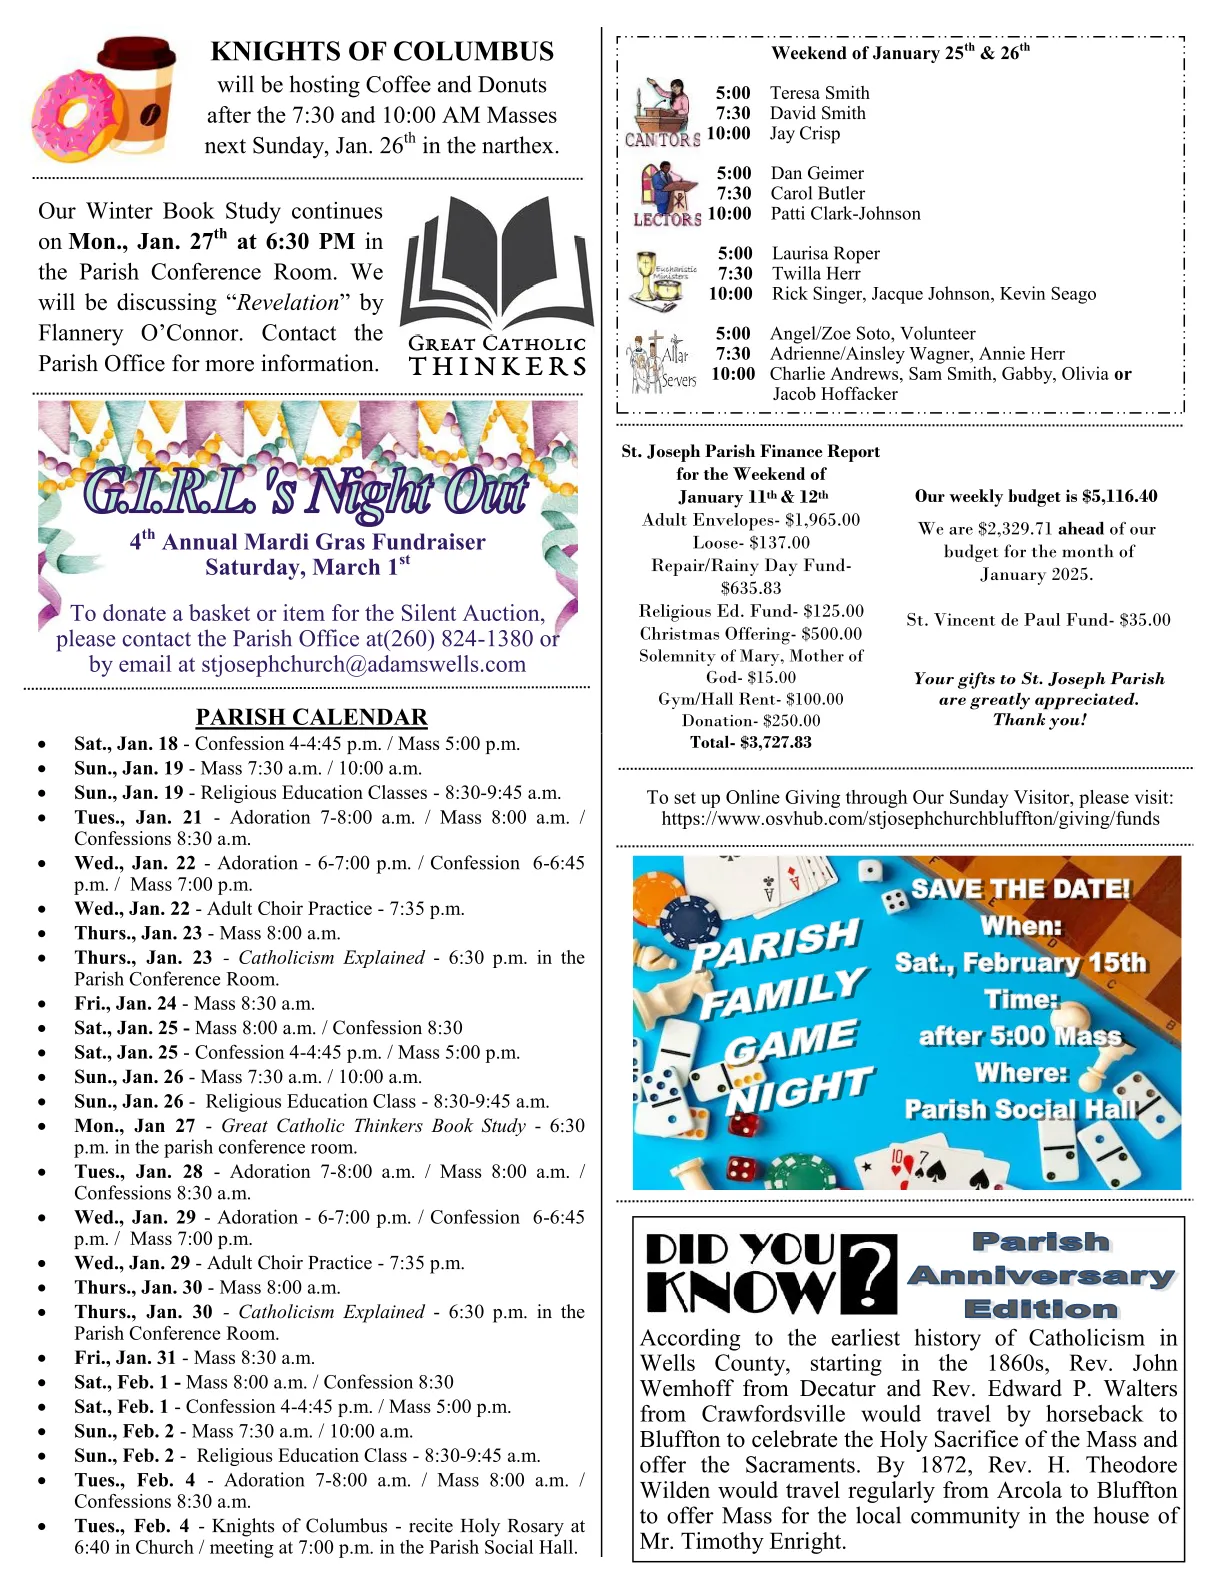 KNIGHTS OF COLUMBUS
will be hosting Coffee and Donuts
after the 7:30 and 10:00 AM Masses
next Sunday, Jan. 26th in the narthex.
Our Winter Book Study continues
on Mon., Jan. 27th at 6:30 PM in
the Parish Conference Room. We
will be discussing “Revelation” by
Flannery O’Connor. Contact the
Parish Office for more information.
GREAT CATHOLIC
THINKERS
G.I.R.L.'s Night Out
4th Annual Mardi Gras Fundraiser
Saturday, March 1st
To donate a basket or item for the Silent Auction,
please contact the Parish Office at(260) 824-1380 or
by email at stjosephchurch@adamswells.com
PARISH CALENDAR
• Sat., Jan. 18 - Confession 4-4:45 p.m. / Mass 5:00 p.m.
• Sun., Jan. 19 - Mass 7:30 a.m. / 10:00 a.m.
• Sun., Jan. 19 - Religious Education Classes - 8:30-9:45 a.m.
• Tues., Jan. 21 - Adoration 7-8:00 a.m. / Mass 8:00 a.m. /
Confessions 8:30 a.m.
• Wed., Jan. 22 - Adoration - 6-7:00 p.m. / Confession 6-6:45
p.m. / Mass 7:00 p.m.
• Wed., Jan. 22 - Adult Choir Practice - 7:35 p.m.
• Thurs., Jan. 23 - Mass 8:00 a.m.
• Thurs., Jan. 23 - Catholicism Explained - 6:30 p.m. in the
Parish Conference Room.
• Fri., Jan. 24 - Mass 8:30 a.m.
• Sat., Jan. 25 - Mass 8:00 a.m. / Confession 8:30
• Sat., Jan. 25 - Confession 4-4:45 p.m. / Mass 5:00 p.m.
• Sun., Jan. 26 - Mass 7:30 a.m. / 10:00 a.m.
• Sun., Jan. 26 - Religious Education Class - 8:30-9:45 a.m.
• Mon., Jan 27 - Great Catholic Thinkers Book Study - 6:30
p.m. in the parish conference room.
• Tues., Jan. 28 - Adoration 7-8:00 a.m. / Mass 8:00 a.m. /
Confessions 8:30 a.m.
• Wed., Jan. 29 - Adoration - 6-7:00 p.m. / Confession 6-6:45
p.m. / Mass 7:00 p.m.
• Wed., Jan. 29 - Adult Choir Practice - 7:35 p.m.
• Thurs., Jan. 30 - Mass 8:00 a.m.
• Thurs., Jan. 30 - Catholicism Explained - 6:30 p.m. in the
Parish Conference Room.
• Fri., Jan. 31 - Mass 8:30 a.m.
• Sat., Feb. 1 - Mass 8:00 a.m. / Confession 8:30
• Sat., Feb. 1 - Confession 4-4:45 p.m. / Mass 5:00 p.m.
• Sun., Feb. 2 - Mass 7:30 a.m. / 10:00 a.m.
• Sun., Feb. 2 - Religious Education Class - 8:30-9:45 a.m.
• Tues., Feb. 4 - Adoration 7-8:00 a.m. / Mass 8:00 a.m. /
Confessions 8:30 a.m.
• Tues., Feb. 4 - Knights of Columbus - recite Holy Rosary at
6:40 in Church / meeting at 7:00 p.m. in the Parish Social Hall.
Weekend of January 25th & 26th
CANTORS
5:00 Teresa Smith
7:30 David Smith
10:00 Jay Crisp
LECTORS
5:00 Dan Geimer
7:30 Carol Butler
10:00 Patti Clark-Johnson
Eucharistic
Ministers
5:00 Laurisa Roper
7:30 Twilla Herr
10:00 Rick Singer, Jacque Johnson, Kevin Seago
Altar
Servers
5:00 Angel/Zoe Soto, Volunteer
7:30 Adrienne/Ainsley Wagner, Annie Herr
10:00 Charlie Andrews, Sam Smith, Gabby, Olivia or
Jacob Hoffacker
St. Joseph Parish Finance Report
for the Weekend of
January 11th & 12th
Adult Envelopes- $1,965.00
Loose- $137.00
Repair/Rainy Day Fund-
$635.83
Religious Ed. Fund- $125.00
Christmas Offering- $500.00
Solemnity of Mary, Mother of
God- $15.00
Gym/Hall Rent- $100.00
Donation- $250.00
Total- $3,727.83
Our weekly budget is $5,116.40
We are $2,329.71 ahead of our
budget for the month of
January 2025.
St. Vincent de Paul Fund- $35.00
Your gifts to St. Joseph Parish
are greatly appreciated.
Thank you!
To set up Online Giving through Our Sunday Visitor, please visit:
https://www.osvhub.com/stjosephchurchbluffton/giving/funds
PARISH
FAMILY
GAME
NIGHT
SAVE THE DATE!
When:
Sat., February 15th
Time:
after 5:00 Mass
Where:
Parish Social Hall
DID YOU
KNOW?
Parish
Anniversary
Edition
According to the earliest history of Catholicism in
Wells County, starting in the 1860s, Rev. John
Wemhoff from Decatur and Rev. Edward P. Walters
from Crawfordsville would travel by horseback to
Bluffton to celebrate the Holy Sacrifice of the Mass and
offer the Sacraments. By 1872, Rev. H. Theodore
Wilden would travel regularly from Arcola to Bluffton
to offer Mass for the local community in the house of
Mr. Timothy Enright.